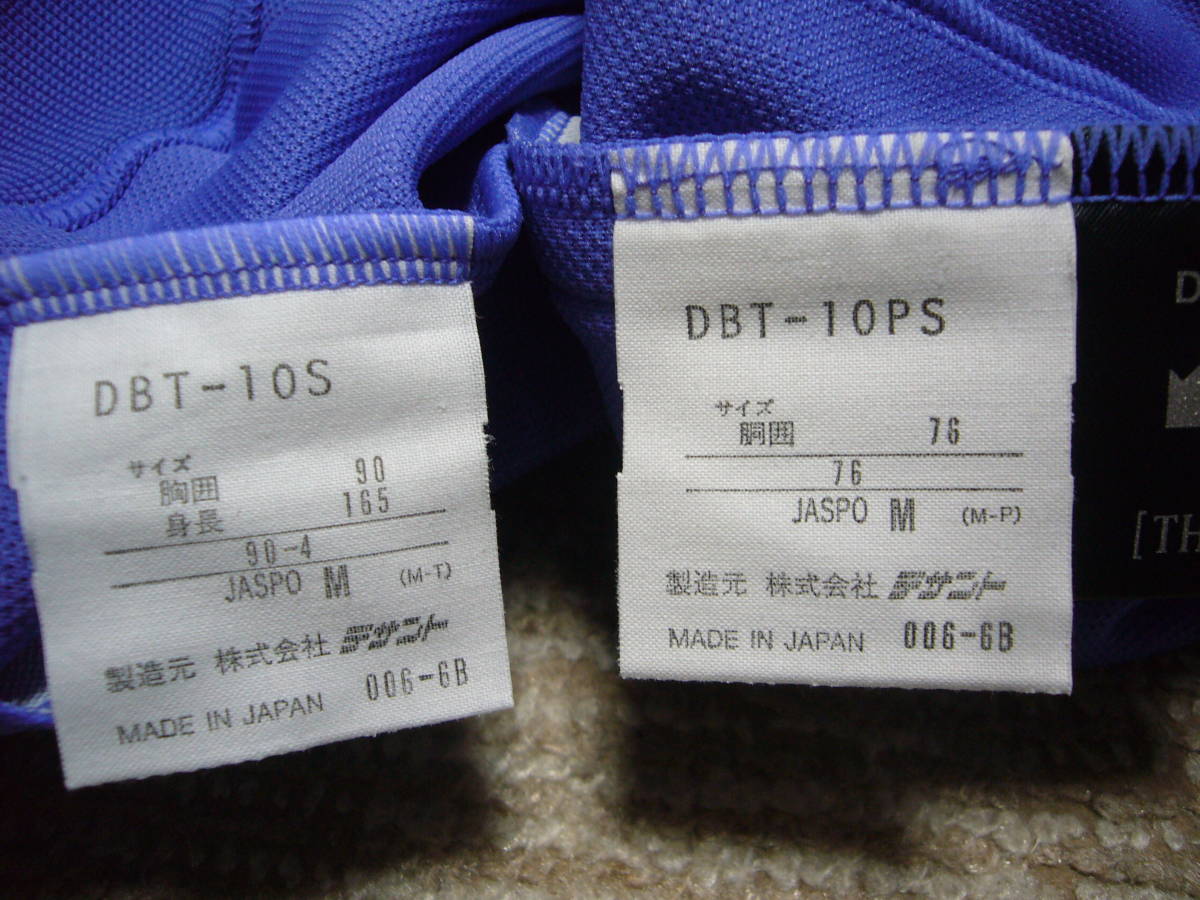 DBT-10S
サイズ
胸囲 90
身長 165
90-4
JASPO M (M-T)
製造元 株式会社 デサント
MADE IN JAPAN 006-6B
DBT-10PS
サイズ
胴囲 76
76
JASPO M (M-P)
製造元 株式会社 デサント
MADE IN JAPAN 006-6B
D
[TH